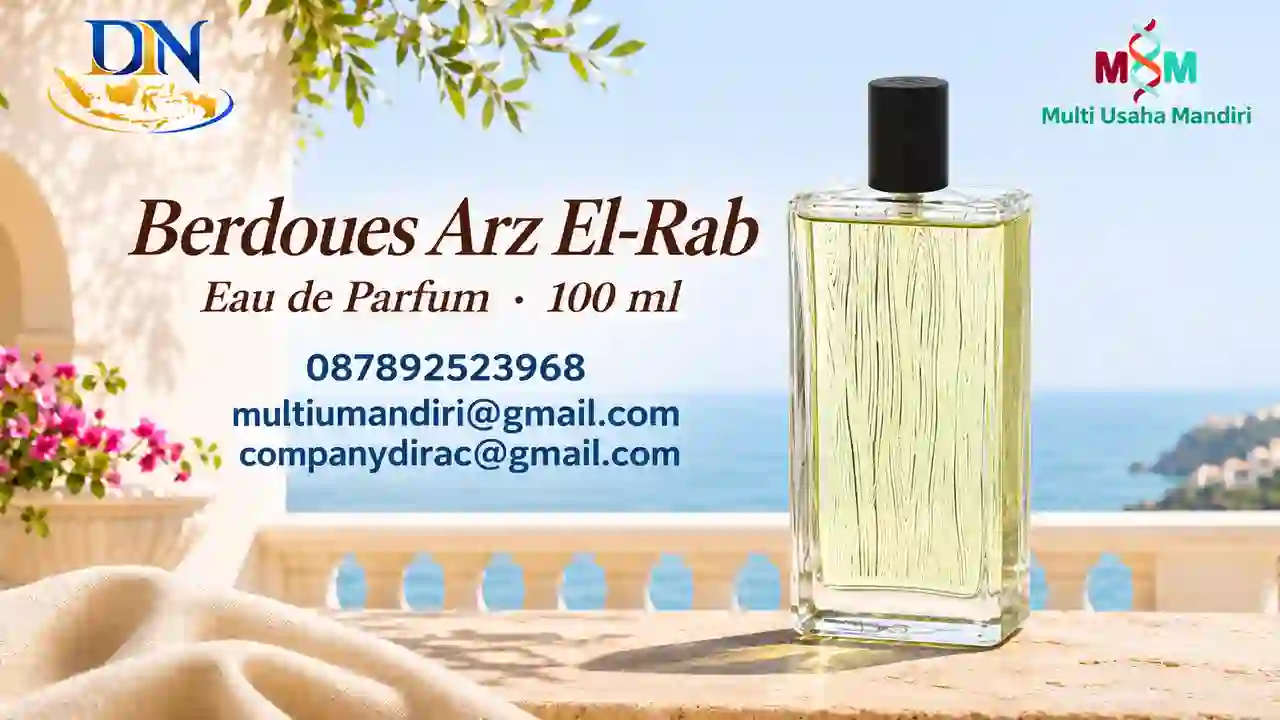 DN
MUM
Multi Usaha Mandiri
Berdoues Arz El-Rab
Eau de Parfum · 100 ml
087892523968
multiumandiri@gmail.com
companydirac@gmail.com